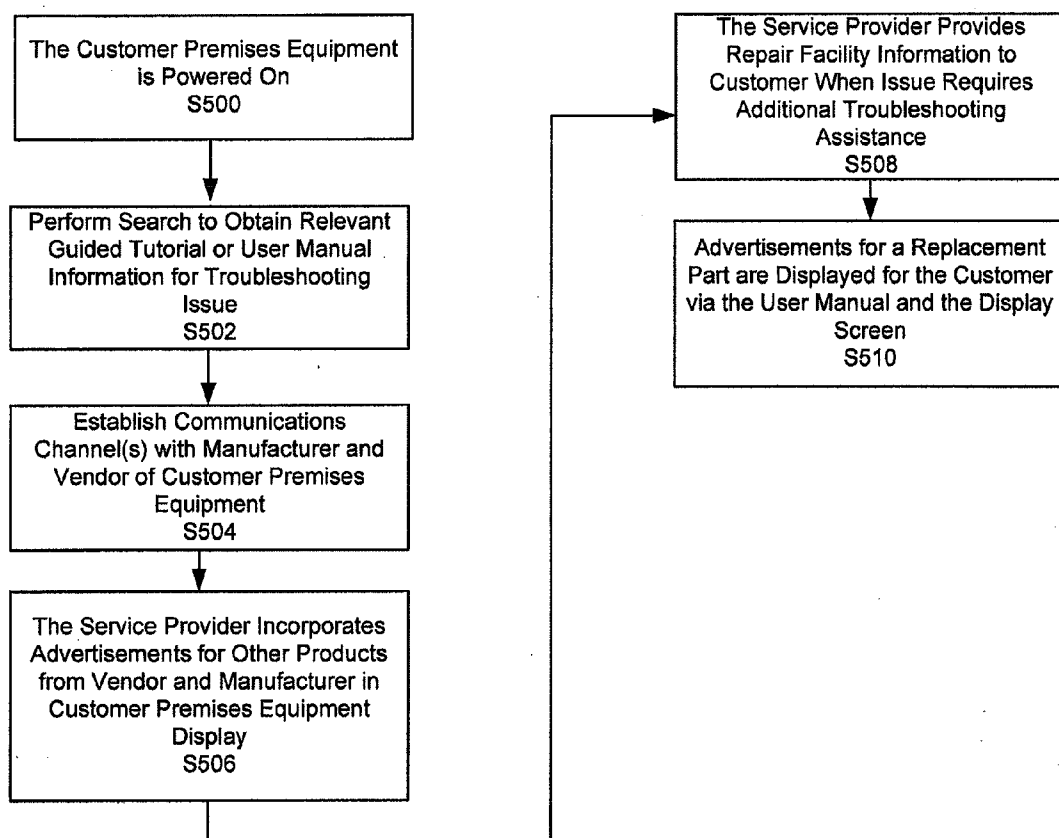 The Customer Premises Equipment
is Powered On
S500
Perform Search to Obtain Relevant
Guided Tutorial or User Manual
Information for Troubleshooting
Issue
S502
Establish Communications
Channel(s) with Manufacturer and
Vendor of Customer Premises
Equipment
S504
The Service Provider Incorporates
Advertisements for Other Products
from Vendor and Manufacturer in
Customer Premises Equipment
Display
S506
The Service Provider Provides
Repair Facility Information to
Customer When Issue Requires
Additional Troubleshooting
Assistance
S508
Advertisements for a Replacement
Part are Displayed for the Customer
via the User Manual and the Display
Screen
S510